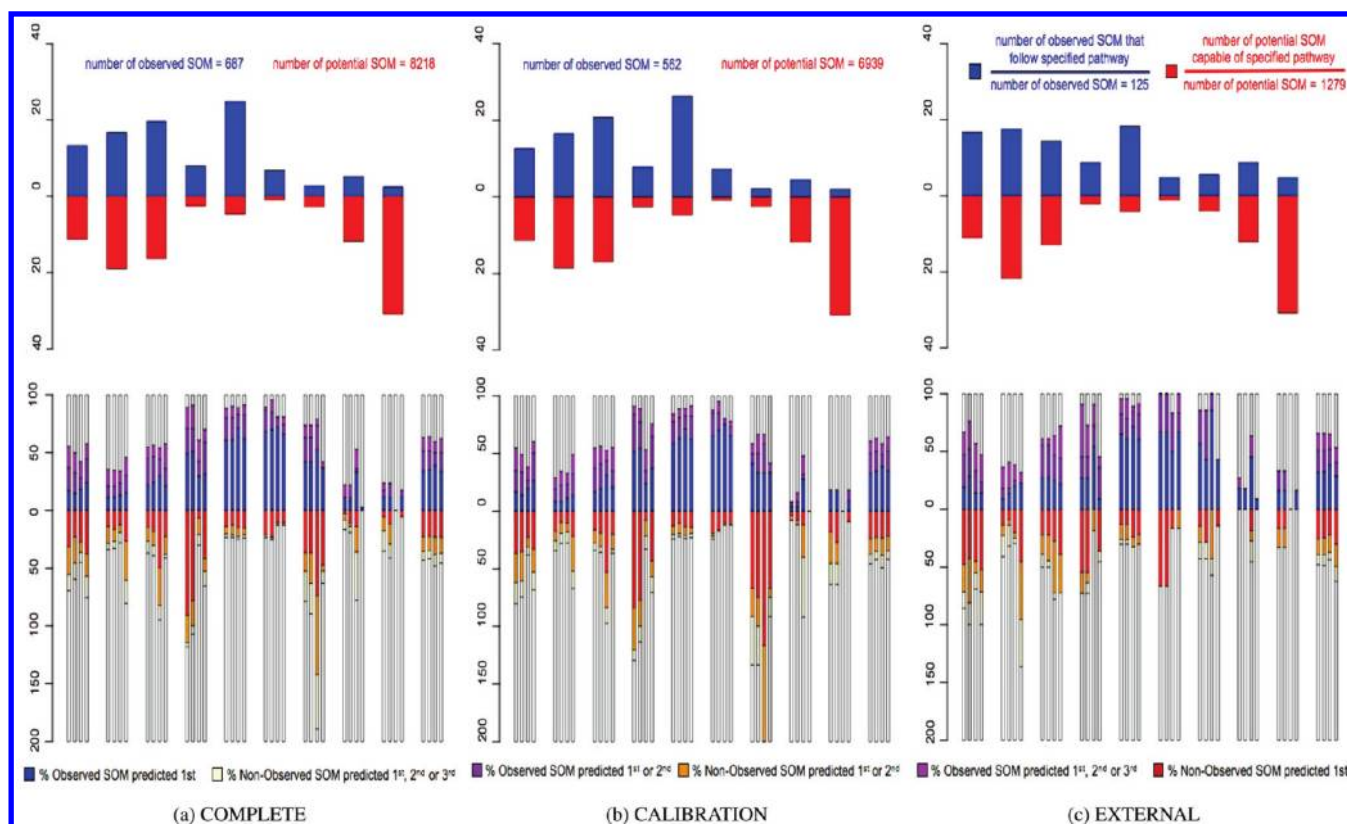 number of observed SOM = 687
number of potential SOM = 8218
40
20
0
20
40
100
50
0
50
100
150
200
number of observed SOM = 562
number of potential SOM = 6939
40
20
0
20
40
100
50
0
50
100
150
200
number of observed SOM that
follow specified pathway
number of observed SOM = 125
number of potential SOM
capable of specified pathway
number of potential SOM = 1279
40
20
0
20
40
100
50
0
50
100
150
200
% Observed SOM predicted 1st
% Non-Observed SOM predicted 1st, 2nd or 3rd
% Observed SOM predicted 1st or 2nd
% Non-Observed SOM predicted 1st or 2nd
% Observed SOM predicted 1st, 2nd or 3rd
% Non-Observed SOM predicted 1st
(a) COMPLETE
(b) CALIBRATION
(c) EXTERNAL